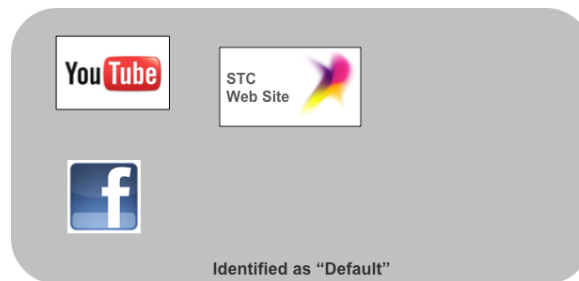 YouTube
STC
Web Site
f
Identified as “Default”